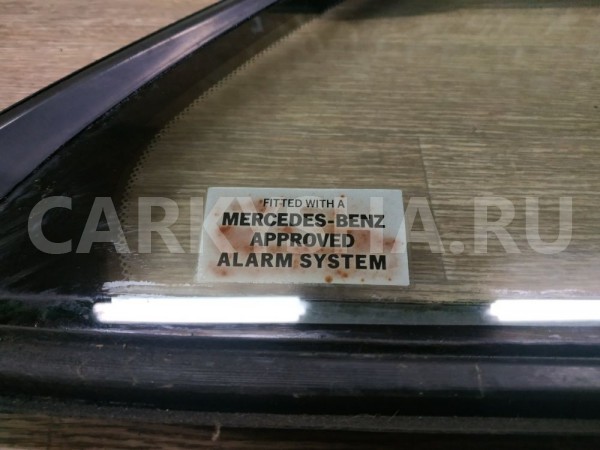 FITTED WITH A
MERCEDES-BENZ
APPROVED
ALARM SYSTEM